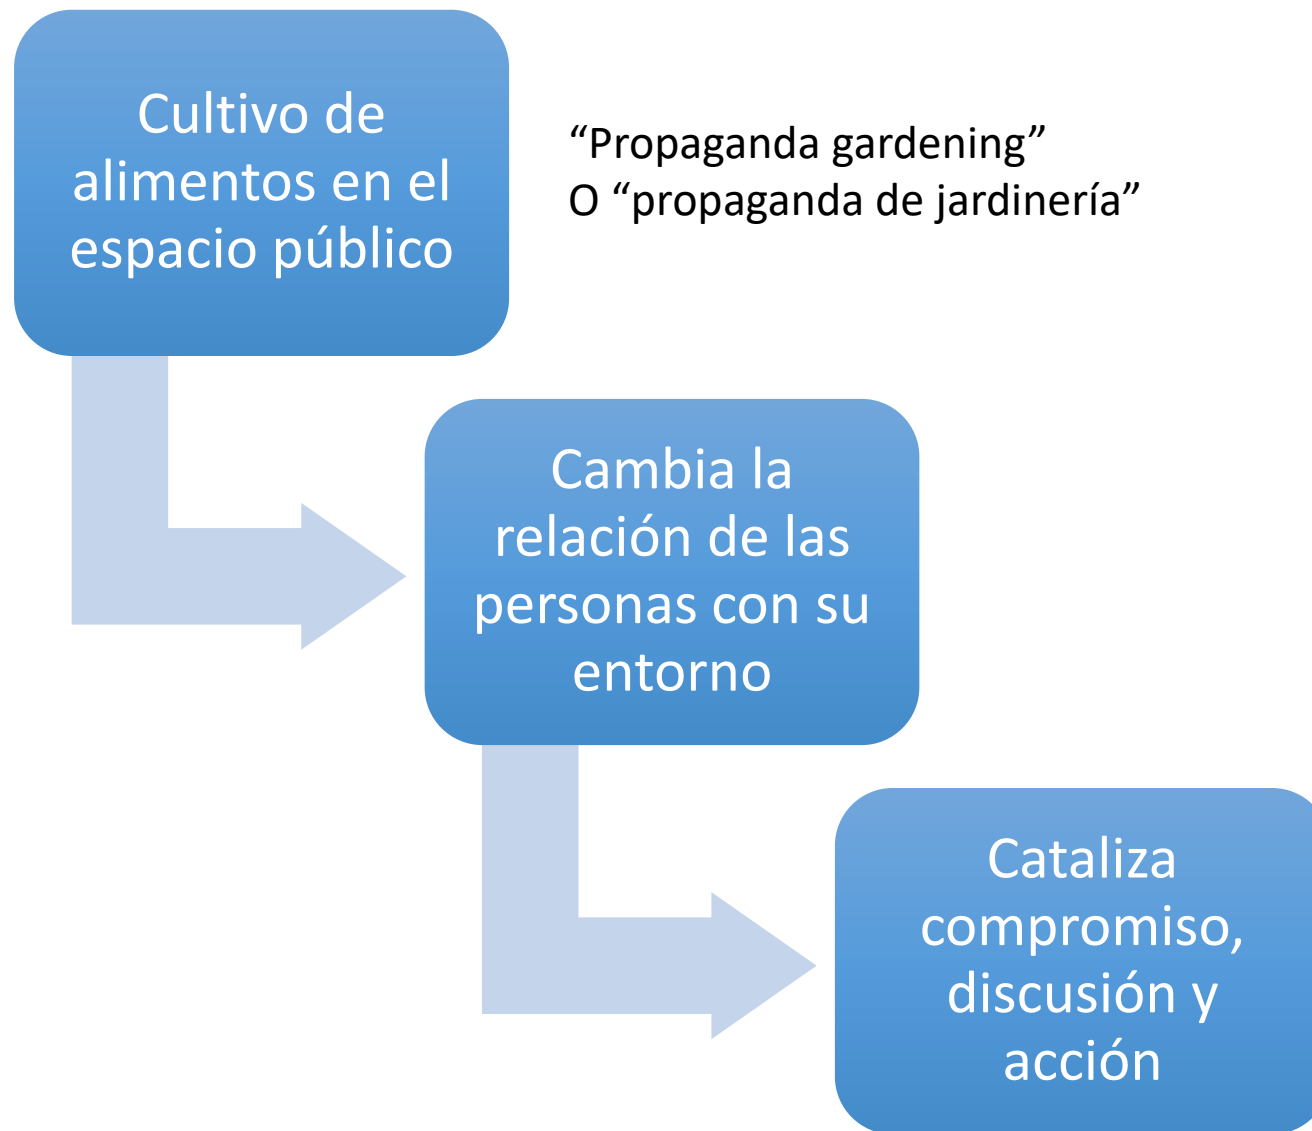 Cultivo de
alimentos en el
espacio público
“Propaganda gardening”
O “propaganda de jardinería”
Cambia la
relación de las
personas con su
entorno
Cataliza
compromiso,
discusión y
acción